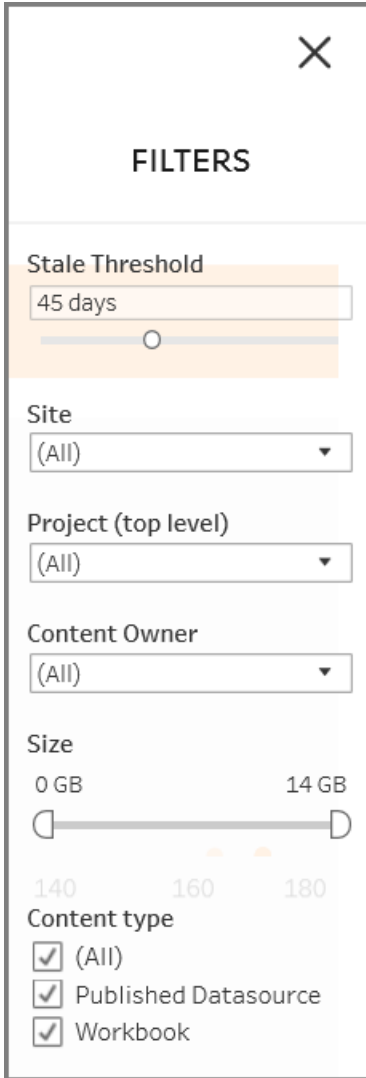 FILTERS
Stale Threshold
45 days
Site
(All)
Project (top level)
(All)
Content Owner
(All)
Size
0 GB 14 GB
140 160 180
Content type
(All)
Published Datasource
Workbook